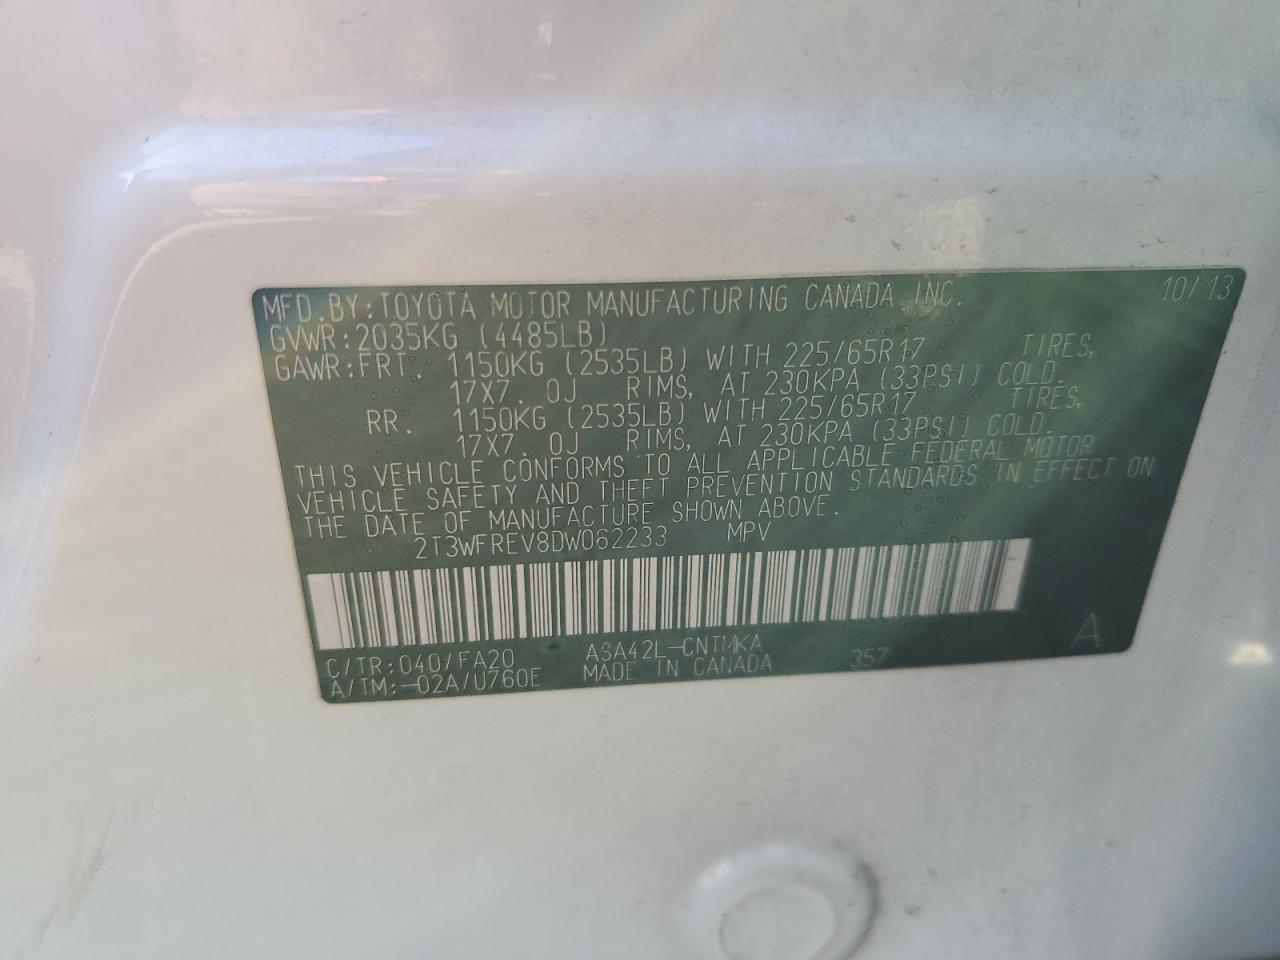 MFD.BY:TOYOTA MOTOR MANUFACTURING CANADA, INC. 10/13
GVWR:2035KG (4485LB)
GAWR:FRT. 1150KG (2535LB) WITH 225/65R17 TIRES,
17X7.0J RIMS, AT 230KPA (33PSI) COLD.
RR. 1150KG (2535LB) WITH 225/65R17 TIRES,
17X7.0J RIMS, AT 230KPA (33PSI) COLD.
THIS VEHICLE CONFORMS TO ALL APPLICABLE FEDERAL MOTOR
VEHICLE SAFETY AND THEFT PREVENTION STANDARDS IN EFFECT ON
THE DATE OF MANUFACTURE SHOWN ABOVE.
2T3WFREV8DW062233 MPV
C/TR:040/FA20 ASA42L-CNTMKA 357 A
A/TM:-02A/U760E MADE IN CANADA